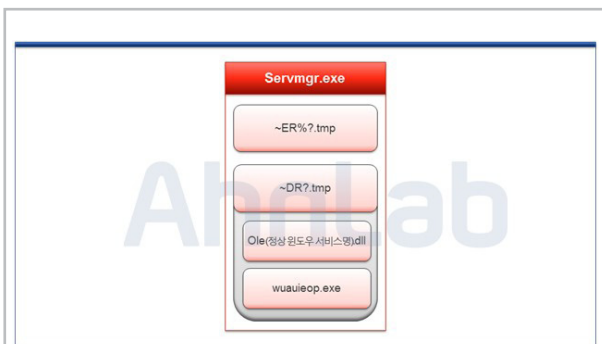 Servmgr.exe
~ER%?.tmp
~DR?.tmp
Ole(정상 윈도우 서비스명).dll
wuauieop.exe
AhnLab